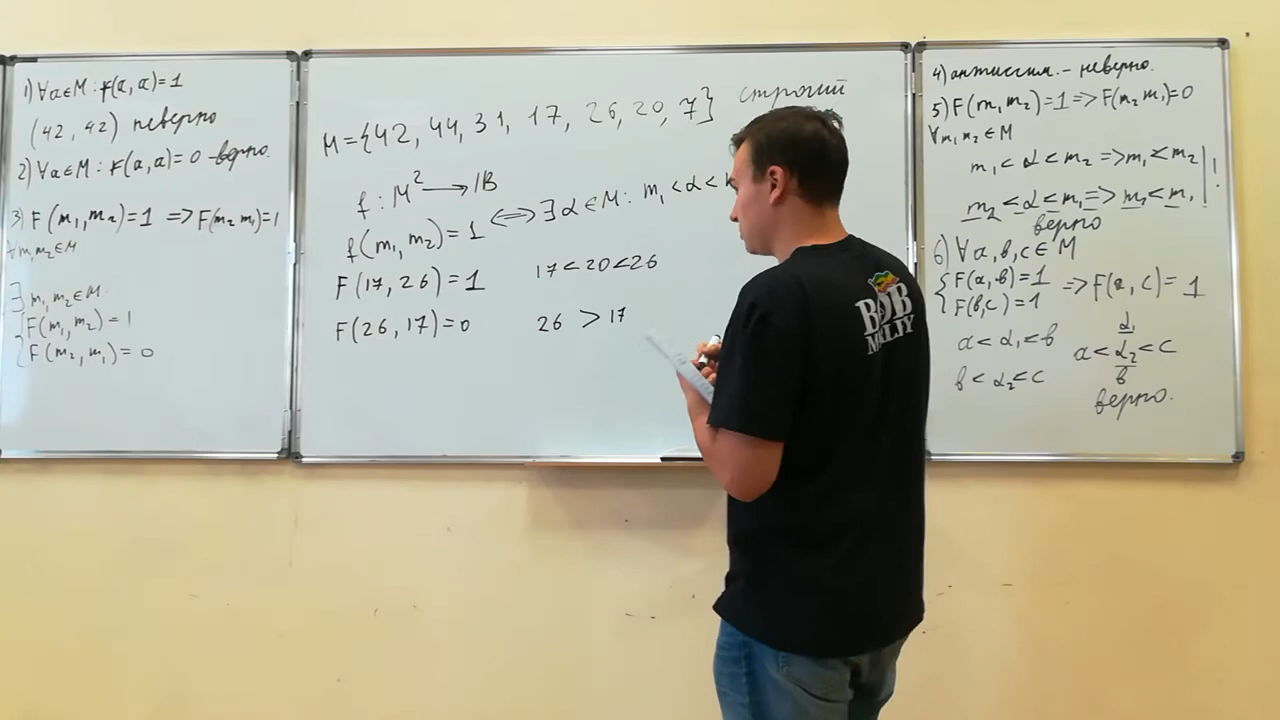 1) ∀a∈M: F(a, a)=1
(42, 42) неверно
2) ∀a∈M: F(a, a)=0 - верно.
3) F(m₁, m₂)=1 => F(m₂ m₁)=1
∀m₁ m₂∈M
∃ m₁, m₂∈M.
{F(m₁, m₂) = 1
{F(m₂, m₁) = 0
M={42, 44, 31, 17, 26, 20, 7} строгий
f: M² → B
f(m₁, m₂)=1 <=> ∃ α∈M: m₁<α<
F(17, 26)=1 17<20<26
F(26, 17)=0 26 > 17
BOB
MARLEY
4) антисим. - неверно.
5) F(m₁ m₂)=1 => F(m₂ m₁)=0
∀m₁ m₂∈M
m₁<α<m₂ => m₁<m₂
m₂<α<m₁ => m₂<m₁ !
верно
6) ∀a,b,c∈M
{F(a, b)=1
{F(b, c)=1 => F(a, c)=1
a<α₁<b
b<α₂<c
α₁
a<α₂<c
b
верно.